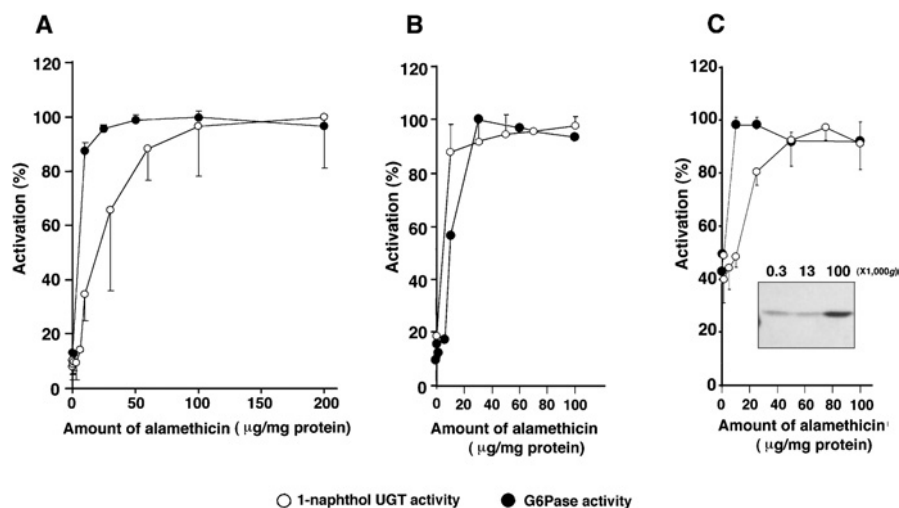 A
B
C
Activation (%)
120
100
80
60
40
20
0
0 50 100 150 200
Amount of alamethicin ( μg/mg protein)
Activation (%)
120
100
80
60
40
20
0
0 20 40 60 80 100
Amount of alamethicin
( μg/mg protein)
Activation (%)
120
100
80
60
40
20
0
0.3 13 100 (X1,000g)
0 20 40 60 80 100
Amount of alamethicin
( μg/mg protein)
1-naphthol UGT activity
G6Pase activity